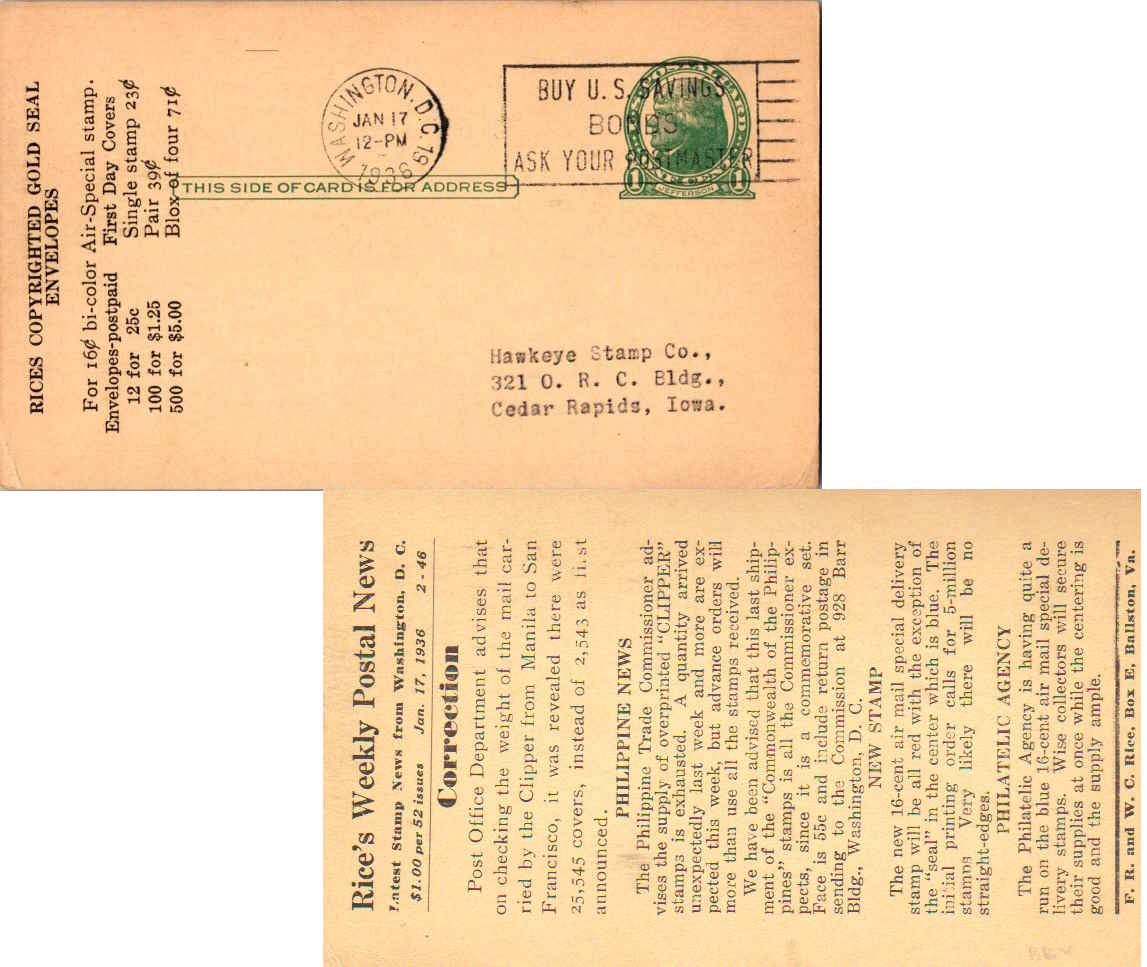 RICES COPYRIGHTED GOLD SEAL
ENVELOPES
For 16¢ bi-color Air-Special stamp.
Envelopes-postpaid First Day Covers
12 for 25c Single stamp 23¢
100 for $1.25 Pair 39¢
500 for $5.00 Blox of four 71¢
WASHINGTON, D.C. 19
JAN 17
12-PM
1936
BUY U.S. SAVINGS
BONDS
ASK YOUR POSTMASTER
THIS SIDE OF CARD IS FOR ADDRESS
1 JEFFERSON 1
Hawkeye Stamp Co.,
321 O. R. C. Bldg.,
Cedar Rapids, Iowa.
Rice's Weekly Postal News
Latest Stamp News from Washington, D. C.
$1.00 per 52 issues Jan. 17, 1936 2-46
Correction
Post Office Department advises that
on checking the weight of the mail car-
ried by the Clipper from Manila to San
Francisco, it was revealed there were
25,545 covers, instead of 2,543 as first
announced.
PHILIPPINE NEWS
The Philippine Trade Commissioner ad-
vises the supply of overprinted "CLIPPER"
stamps is exhausted. A quantity arrived
unexpectedly last week and more are ex-
pected this week, but advance orders will
more than use all the stamps received.
We have been advised that this last ship-
ment of the "Commonwealth of the Philip-
pines" stamps is all the Commissioner ex-
pects, since it is a commemorative set.
Face is 55c and include return postage in
sending to the Commission at 928 Barr
Bldg., Washington, D. C.
NEW STAMP
The new 16-cent air mail special delivery
stamp will be all red with the exception of
the "seal" in the center which is blue. The
initial printing order calls for 5-million
stamps Very likely there will be no
straight-edges.
PHILATELIC AGENCY
The Philatelic Agency is having quite a
run on the blue 16-cent air mail special de-
livery stamps. Wise collectors will secure
their supplies at once while the centering is
good and the supply ample.
F. R. and W. C. Rice, Box E, Ballston, Va.